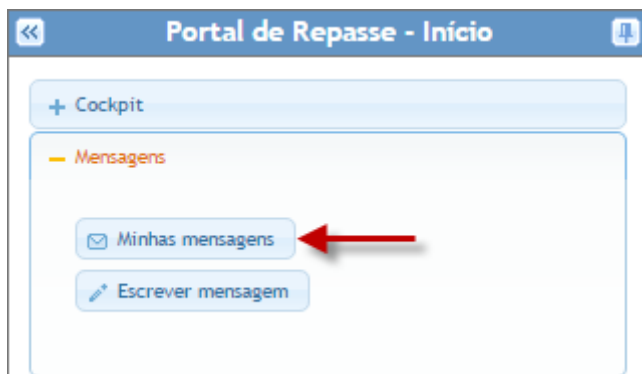 Portal de Repasse - Início
Cockpit
Mensagens
Minhas mensagens
Escrever mensagem